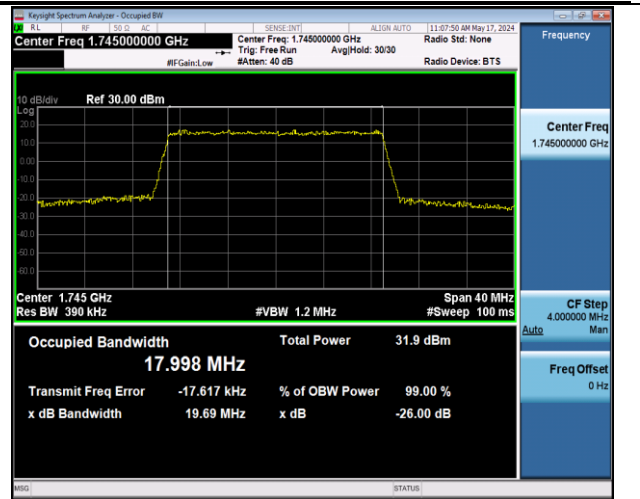 Keysight Spectrum Analyzer - Occupied BW
RL RF 50 Ω AC SENSE:INT ALIGN AUTO 11:07:50 AM May 17, 2024
Center Freq 1.745000000 GHz
Center Freq: 1.745000000 GHz
Radio Std: None
Trig: Free Run Avg|Hold: 30/30
#IFGain:Low #Atten: 40 dB Radio Device: BTS
Frequency
10 dB/div Ref 30.00 dBm
Log
20.0
10.0
0.00
-10.0
-20.0
-30.0
-40.0
-50.0
-60.0
Center 1.745 GHz Span 40 MHz
Res BW 390 kHz #VBW 1.2 MHz #Sweep 100 ms
Occupied Bandwidth Total Power 31.9 dBm
17.998 MHz
Transmit Freq Error -17.617 kHz % of OBW Power 99.00 %
x dB Bandwidth 19.69 MHz x dB -26.00 dB
Center Freq
1.745000000 GHz
CF Step
4.000000 MHz
Auto Man
Freq Offset
0 Hz
MSG STATUS